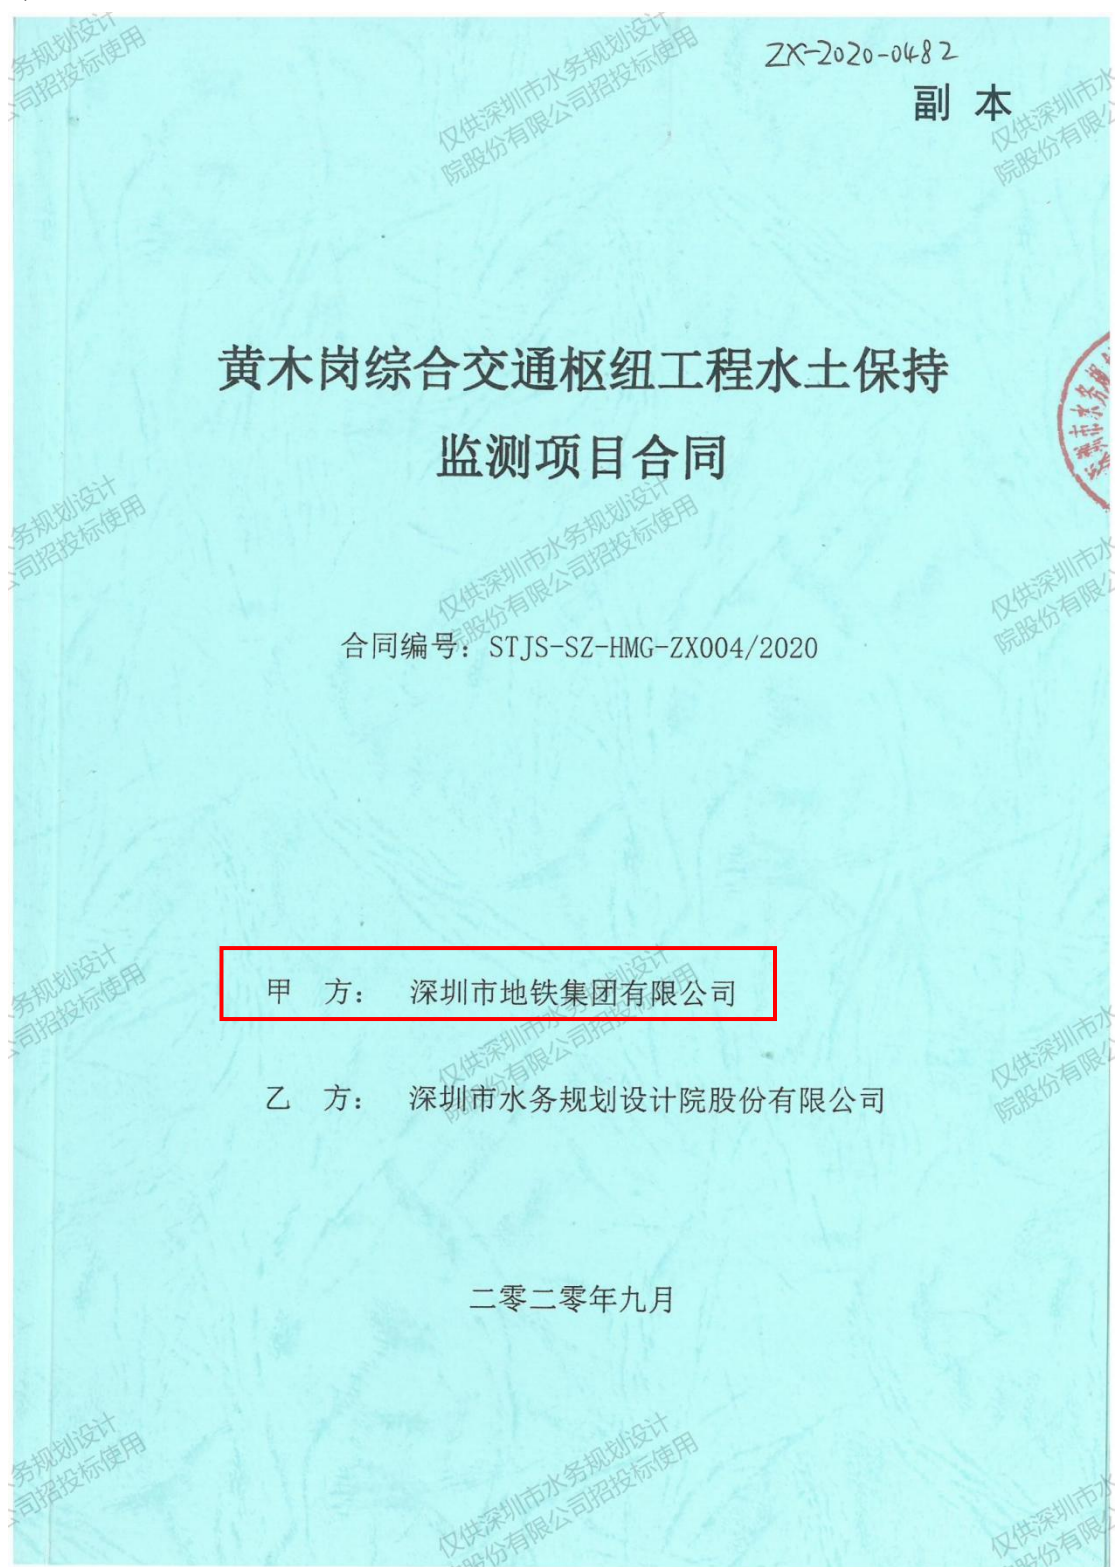 ZX-2020-0482
副 本
黄木岗综合交通枢纽工程水土保持
监测项目合同
合同编号：STJS-SZ-HMG-ZX004/2020
甲 方： 深圳市地铁集团有限公司
乙 方： 深圳市水务规划设计院股份有限公司
二零二零年九月
仅供深圳市水务规划设计
院股份有限公司招投标使用